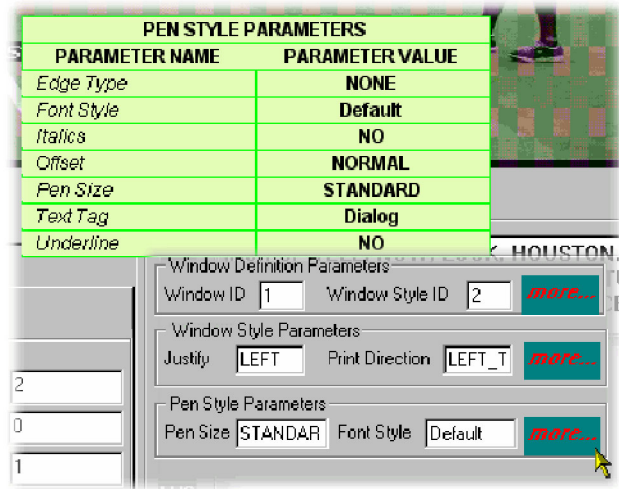 PEN STYLE PARAMETERS
PARAMETER NAME PARAMETER VALUE
Edge Type NONE
Font Style Default
Italics NO
Offset NORMAL
Pen Size STANDARD
Text Tag Dialog
Underline NO
HOUSTON.
Window Definition Parameters
Window ID 1 Window Style ID 2 more...
Window Style Parameters
Justify LEFT Print Direction LEFT_T more...
2
Pen Style Parameters
0
Pen Size STANDAR Font Style Default more...
1